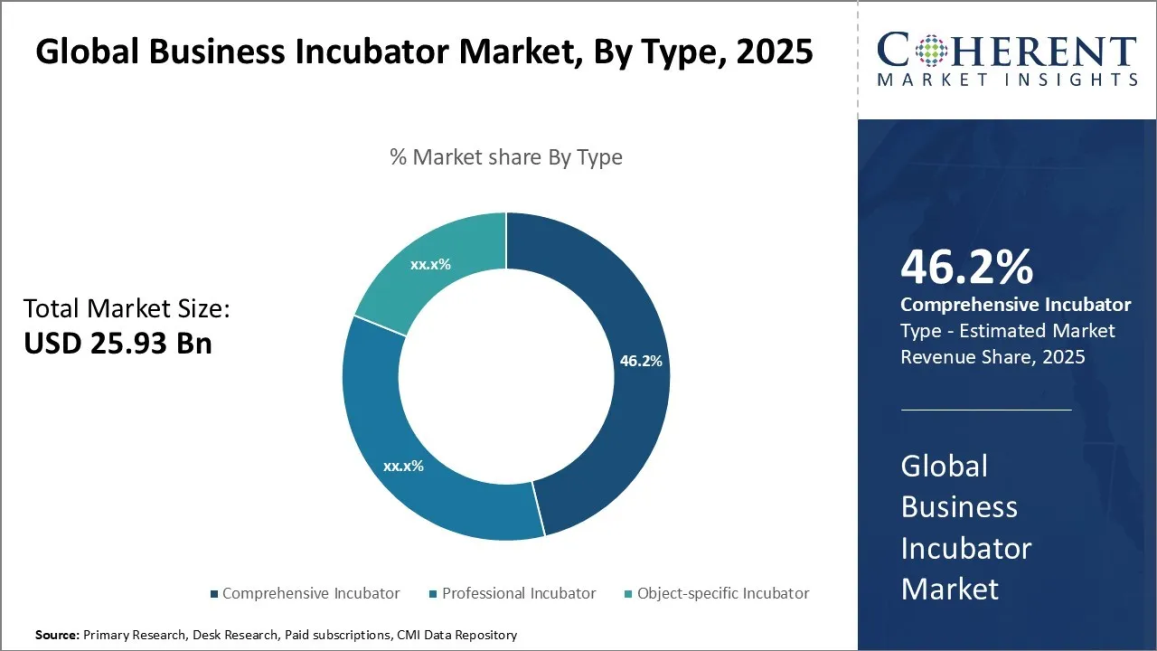 Global Business Incubator Market, By Type, 2025
COHERENT
MARKET INSIGHTS
% Market share By Type
xx.x%
46.2%
xx.x%
Total Market Size:
USD 25.93 Bn
46.2%
Comprehensive Incubator
Type - Estimated Market
Revenue Share, 2025
Global
Business
Incubator
Market
Comprehensive Incubator
Professional Incubator
Object-specific Incubator
Source: Primary Research, Desk Research, Paid subscriptions, CMI Data Repository